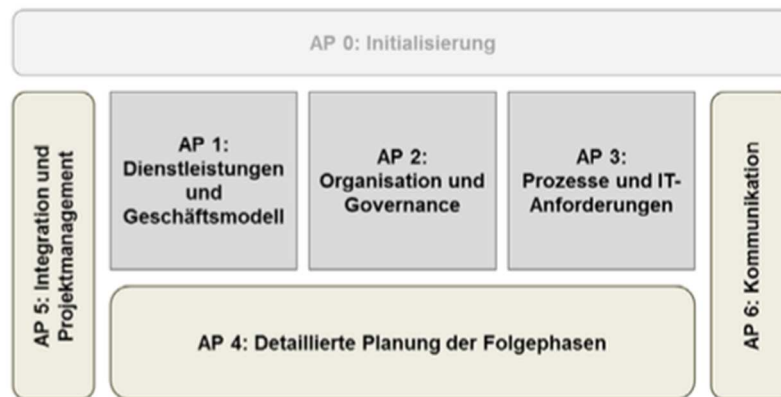 AP 0: Initialisierung
AP 5: Integration und
Projektmanagement
AP 1:
Dienstleistungen
und
Geschäftsmodell
AP 2:
Organisation und
Governance
AP 3:
Prozesse und IT-
Anforderungen
AP 6: Kommunikation
AP 4: Detaillierte Planung der Folgephasen